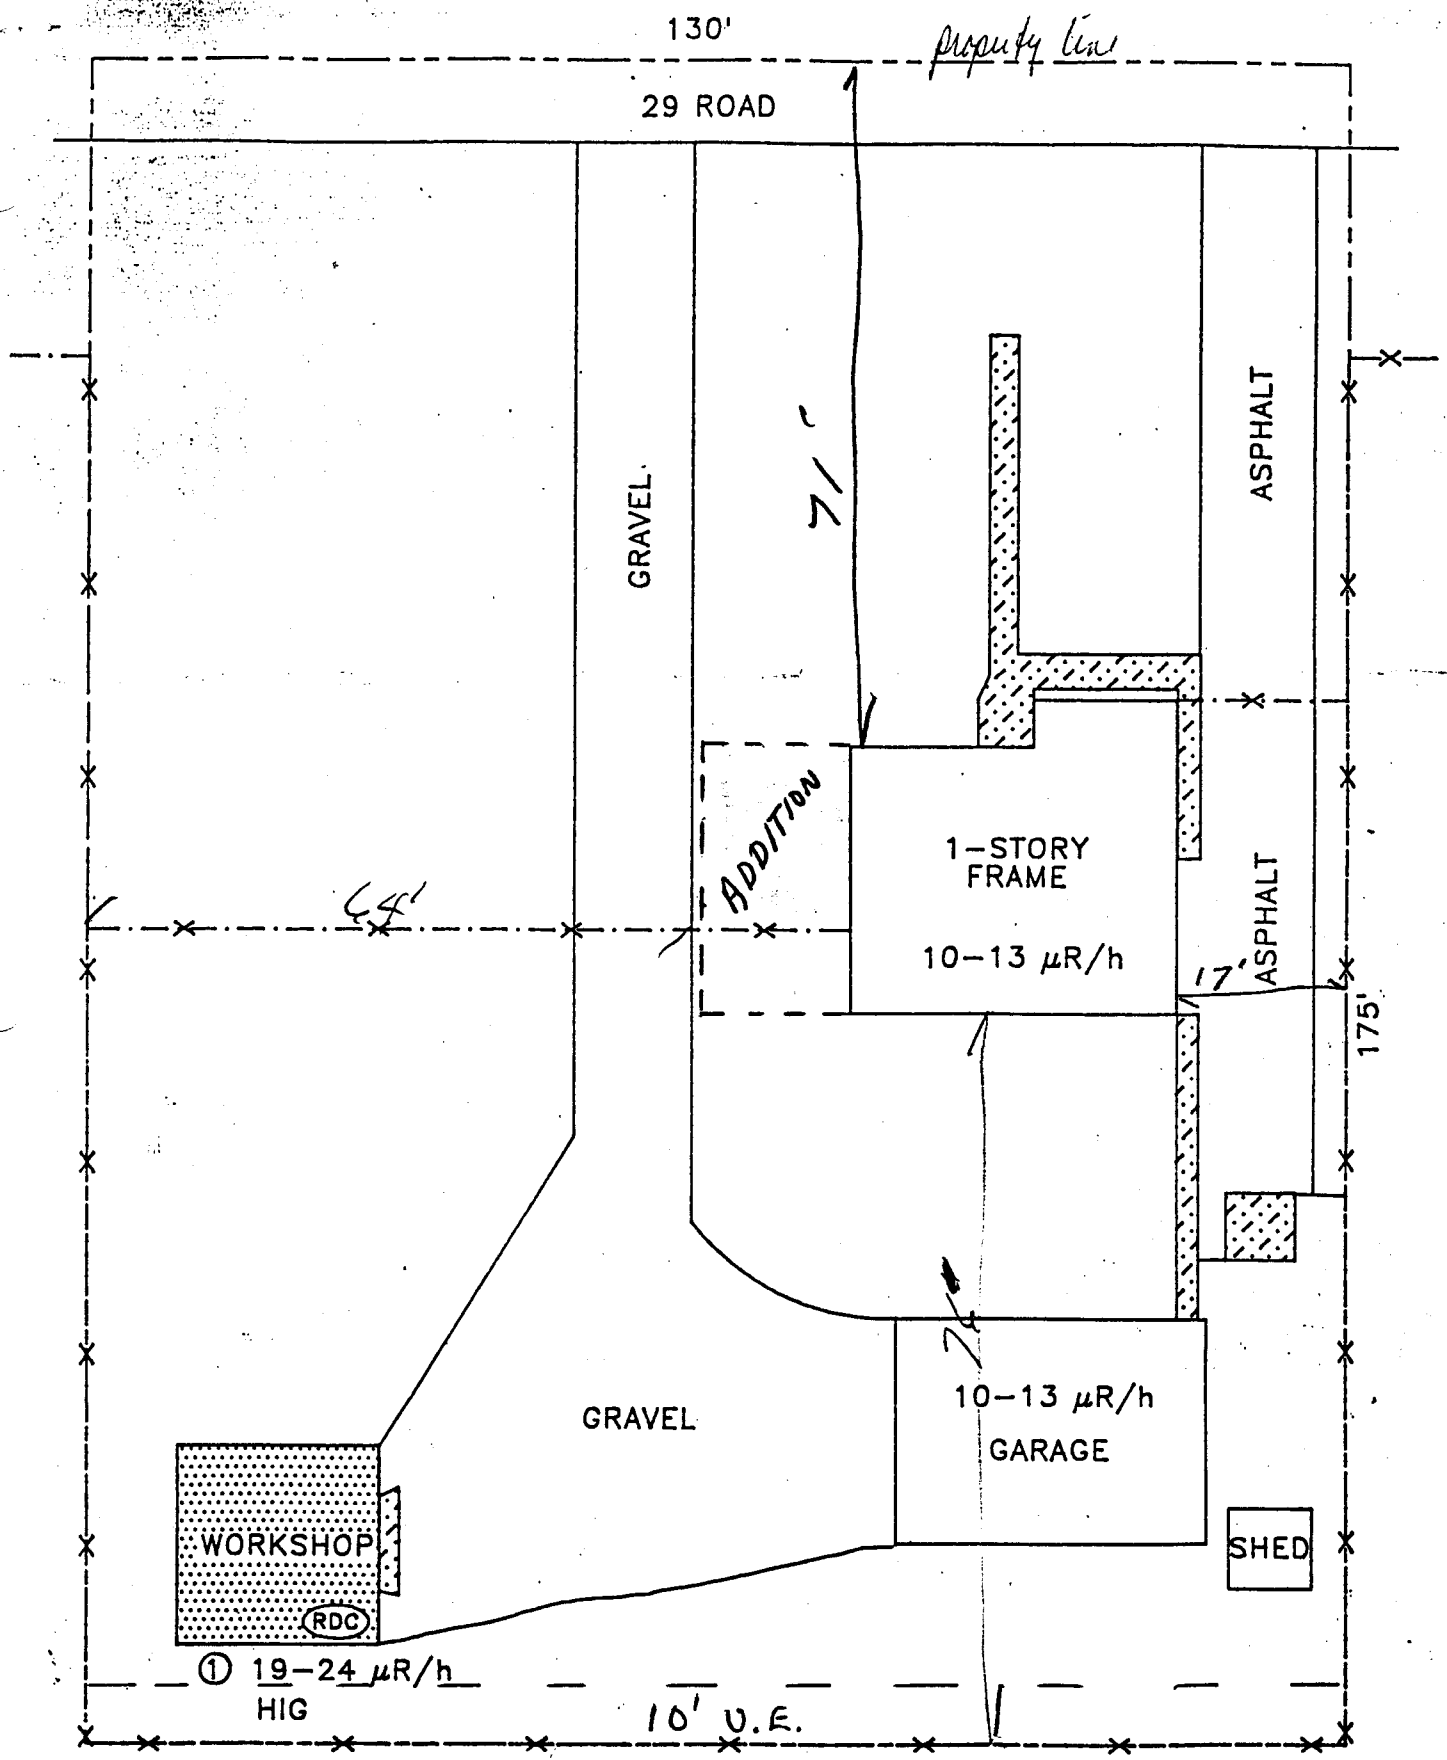 130'
property line
29 ROAD
71'
ASPHALT
GRAVEL
ADDITION
1-STORY
FRAME
64'
10-13 μR/h
ASPHALT
17'
175'
10-13 μR/h
GARAGE
GRAVEL
WORKSHOP
SHED
RDC
① 19-24 μR/h
HIG
10' U.E.